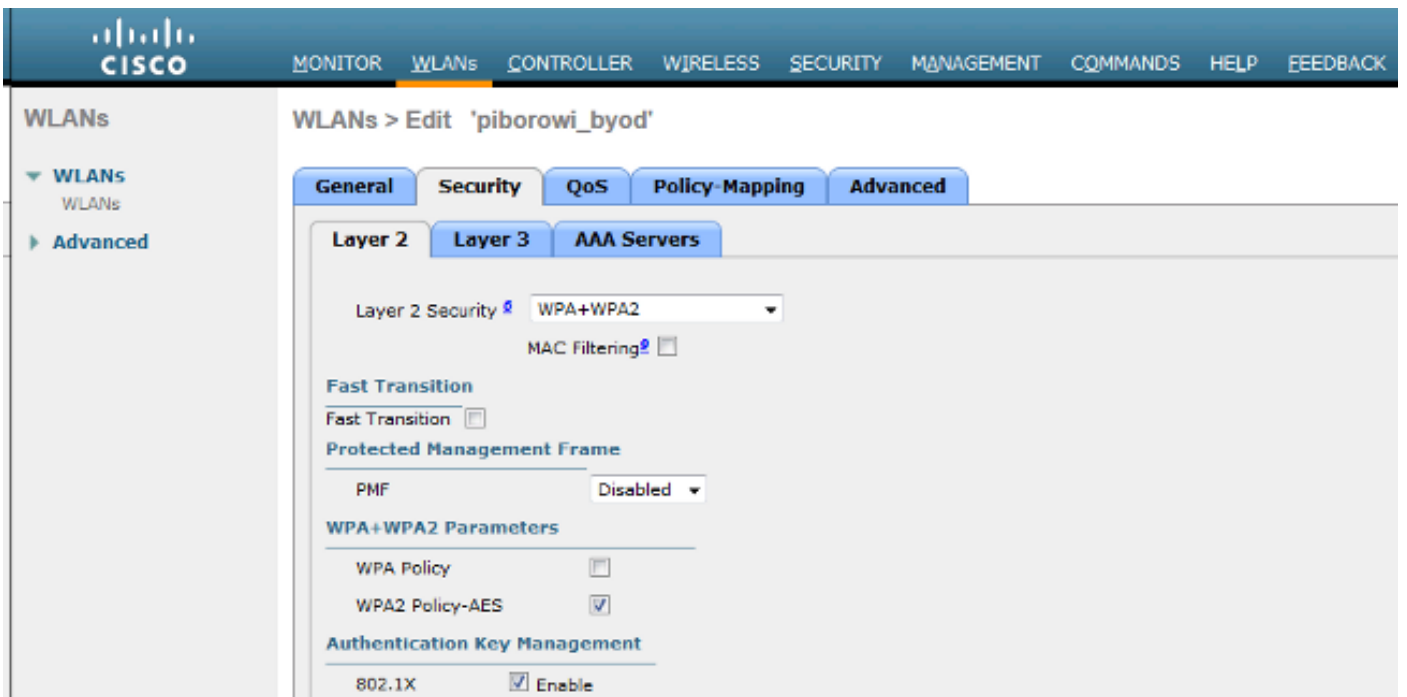 CISCO
MONITOR WLANs CONTROLLER WIRELESS SECURITY MANAGEMENT COMMANDS HELP FEEDBACK
WLANs
WLANs
WLANs
Advanced
WLANs > Edit 'piborowi_byod'
General Security QoS Policy-Mapping Advanced
Layer 2 Layer 3 AAA Servers
Layer 2 Security 6 WPA+WPA2
MAC Filtering 9
Fast Transition
Fast Transition
Protected Management Frame
PMF Disabled
WPA+WPA2 Parameters
WPA Policy
WPA2 Policy-AES
Authentication Key Management
802.1X Enable